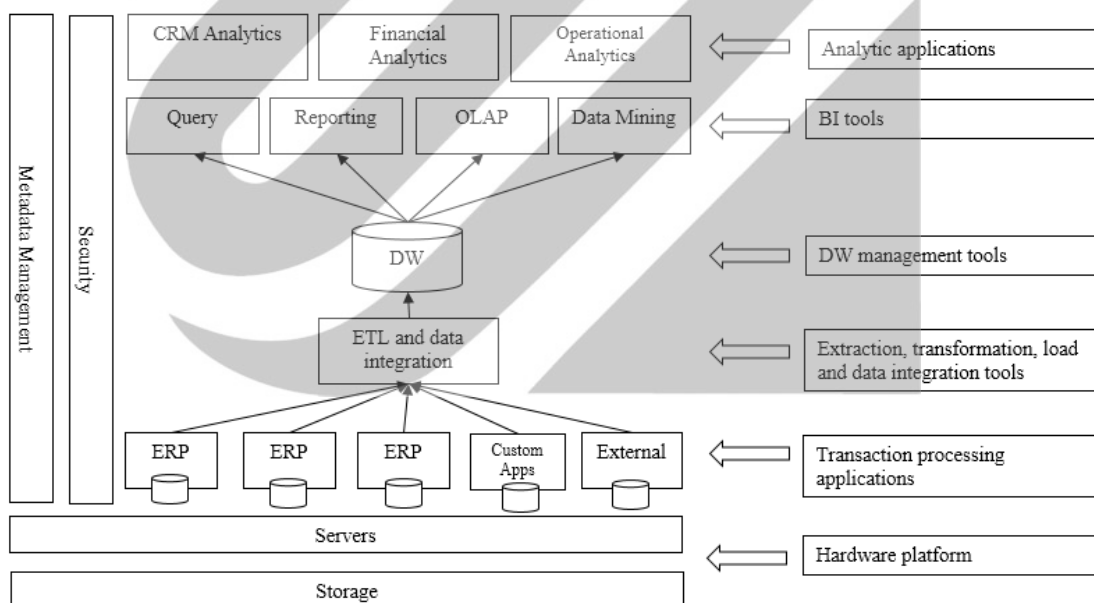 CRM Analytics
Financial
Analytics
Operational
Analytics
Analytic applications
Query
Reporting
OLAP
Data Mining
BI tools
Metadata Management
Security
DW
DW management tools
ETL and data
integration
Extraction, transformation, load
and data integration tools
ERP
ERP
ERP
Custom
Apps
External
Transaction processing
applications
Servers
Hardware platform
Storage